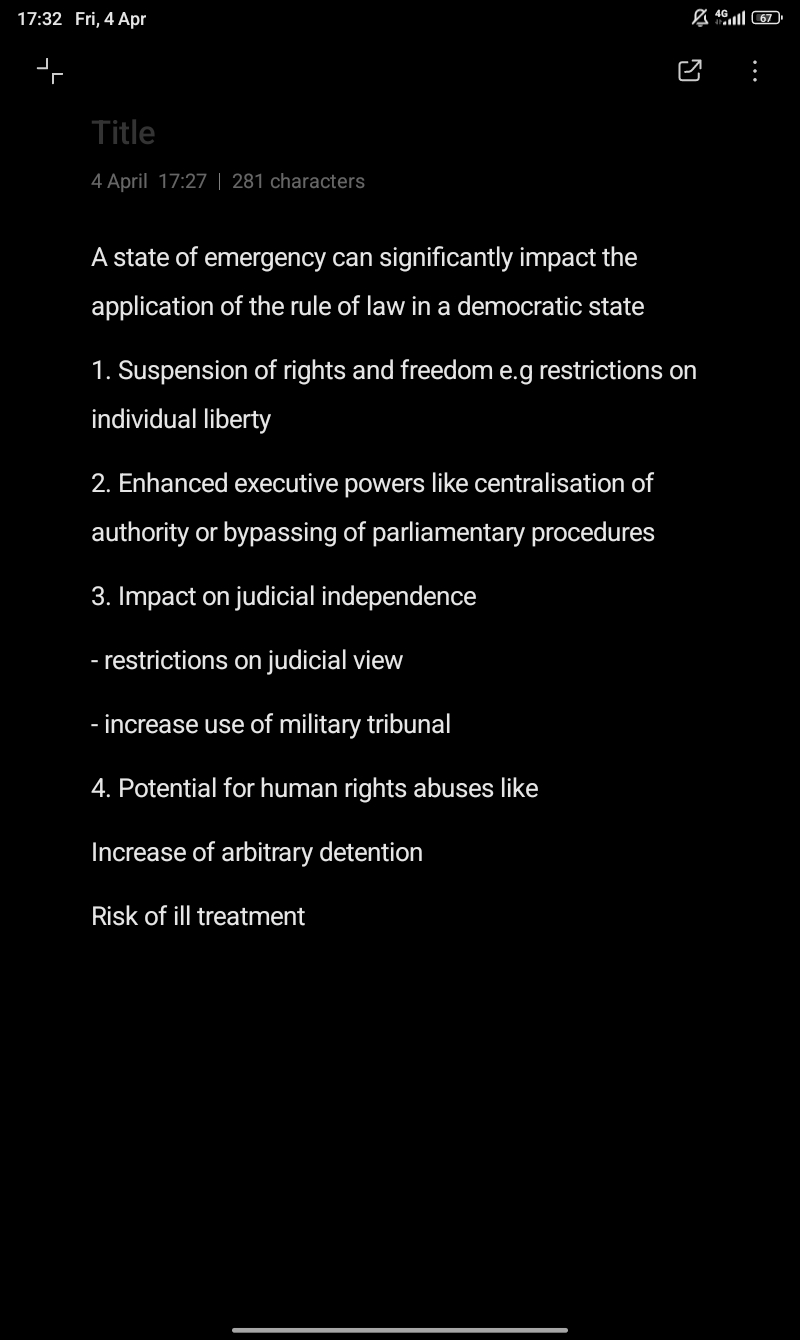 17:32 Fri, 4 Apr 4G 67
Title
4 April 17:27 | 281 characters
A state of emergency can significantly impact the
application of the rule of law in a democratic state
1. Suspension of rights and freedom e.g restrictions on
individual liberty
2. Enhanced executive powers like centralisation of
authority or bypassing of parliamentary procedures
3. Impact on judicial independence
- restrictions on judicial view
- increase use of military tribunal
4. Potential for human rights abuses like
Increase of arbitrary detention
Risk of ill treatment